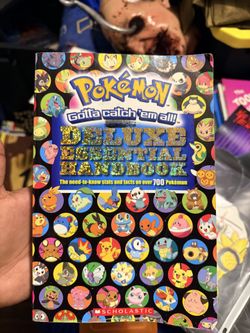 POKéMON
Gotta catch 'em all!
DELUXE
ESSENTIAL
HANDBOOK
The need-to-know stats and facts on over 700 Pokémon
SCHOLASTIC